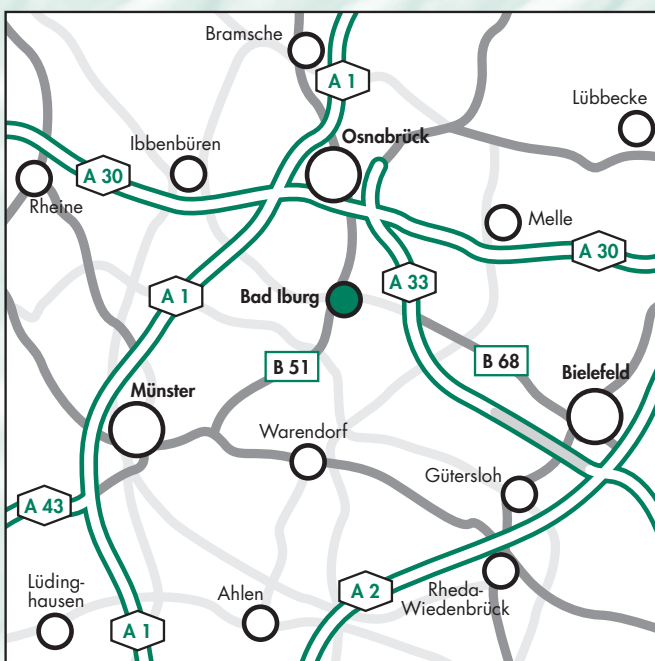 Bramsche
A 1
Lübbecke
Osnabrück
Ibbenbüren
A 30
Rheine
Melle
A 30
A 33
A 1
Bad Iburg
B 51
B 68
Bielefeld
Münster
Warendorf
Gütersloh
A 43
Lüding-
hausen
Ahlen
A 2
Rheda-
Wiedenbrück
A 1